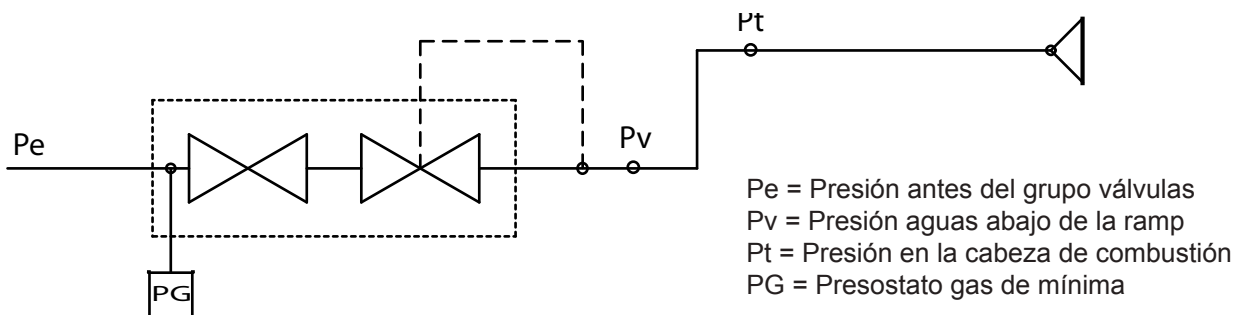 Pt
Pe
Pv
PG
Pe = Presión antes del grupo válvulas
Pv = Presión aguas abajo de la ramp
Pt = Presión en la cabeza de combustión
PG = Presostato gas de mínima